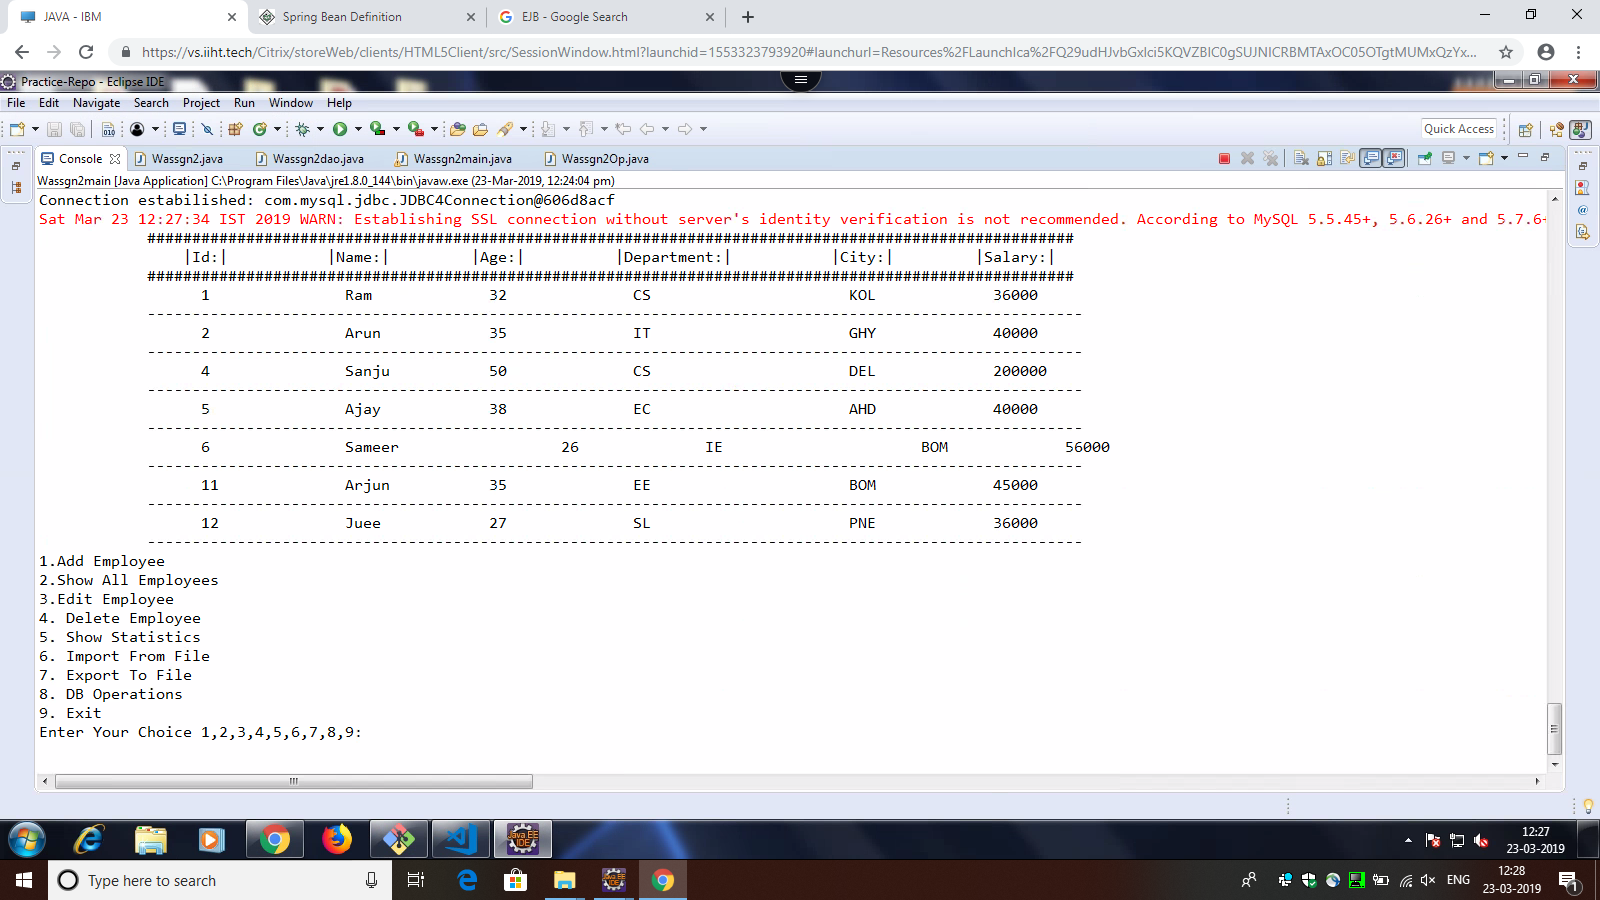 JAVA - IBM
Spring Bean Definition
EJB - Google Search
https://vs.iiht.tech/Citrix/storeWeb/clients/HTML5Client/src/SessionWindow.html?launchid=1553323793920#launchurl=Resources%2FLaunchIca%2FQ29udHJvbGxlci5KQVZBIC0gSUJNICRBMTAxOC05OTgtMUMxQzYx...
Practice-Repo - Eclipse IDE
File Edit Navigate Search Project Run Window Help
Quick Access
Console Wassgn2.java Wassgn2dao.java Wassgn2main.java Wassgn2Op.java
Wassgn2main [Java Application] C:\Program Files\Java\jre1.8.0_144\bin\javaw.exe (23-Mar-2019, 12:24:04 pm)
Connection estabilished: com.mysql.jdbc.JDBC4Connection@606d8acf
Sat Mar 23 12:27:34 IST 2019 WARN: Establishing SSL connection without server's identity verification is not recommended. According to MySQL 5.5.45+, 5.6.26+ and 5.7.6+
#######################################################################################################
|Id:| |Name:| |Age:| |Department:| |City:| |Salary:|
#######################################################################################################
1 Ram 32 CS KOL 36000
--------------------------------------------------------------------------------------------------------
2 Arun 35 IT GHY 40000
--------------------------------------------------------------------------------------------------------
4 Sanju 50 CS DEL 200000
--------------------------------------------------------------------------------------------------------
5 Ajay 38 EC AHD 40000
--------------------------------------------------------------------------------------------------------
6 Sameer 26 IE BOM 56000
--------------------------------------------------------------------------------------------------------
11 Arjun 35 EE BOM 45000
--------------------------------------------------------------------------------------------------------
12 Juee 27 SL PNE 36000
--------------------------------------------------------------------------------------------------------
1.Add Employee
2.Show All Employees
3.Edit Employee
4. Delete Employee
5. Show Statistics
6. Import From File
7. Export To File
8. DB Operations
9. Exit
Enter Your Choice 1,2,3,4,5,6,7,8,9:
Java EE
IDE
12:27
23-03-2019
Type here to search
Java EE
IDE
ENG
12:28
23-03-2019
1